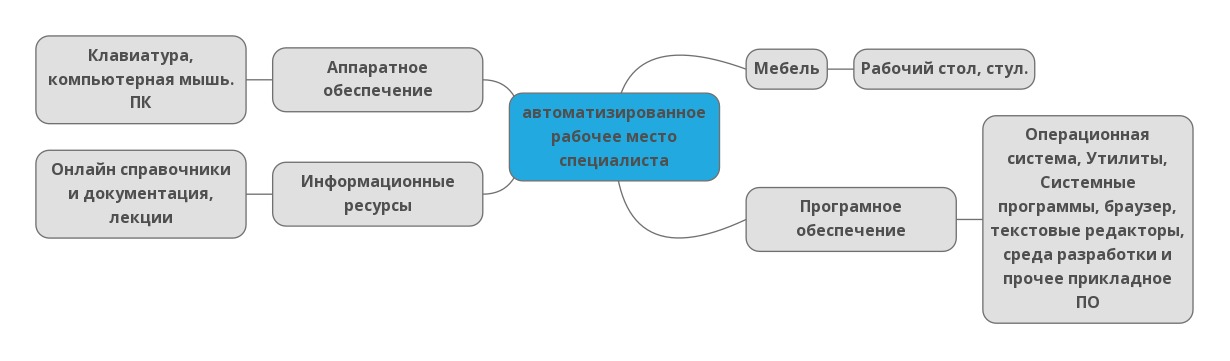 Клавиатура,
компьютерная мышь.
ПК
Аппаратное
обеспечение
Онлайн справочники
и документация,
лекции
Информационные
ресурсы
автоматизированное
рабочее место
специалиста
Мебель
Рабочий стол, стул.
Програмное
обеспечение
Операционная
система, Утилиты,
Системные
программы, браузер,
текстовые редакторы,
среда разработки и
прочее прикладное
ПО